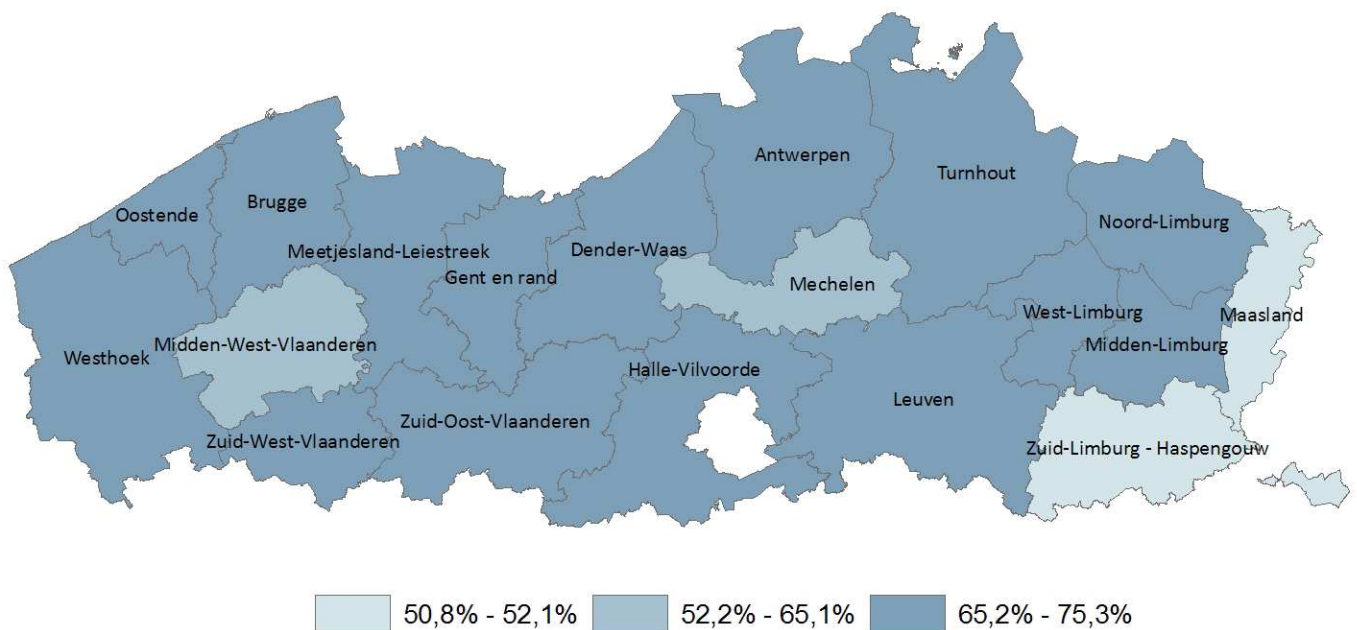 Antwerpen
Turnhout
Brugge
Oostende
Noord-Limburg
Meetjesland-Leiestreek
Dender-Waas
Gent en rand
Mechelen
West-Limburg
Maasland
Midden-West-Vlaanderen
Midden-Limburg
Westhoek
Halle-Vilvoorde
Leuven
Zuid-Oost-Vlaanderen
Zuid-West-Vlaanderen
Zuid-Limburg - Haspengouw
50,8% - 52,1% 52,2% - 65,1% 65,2% - 75,3%